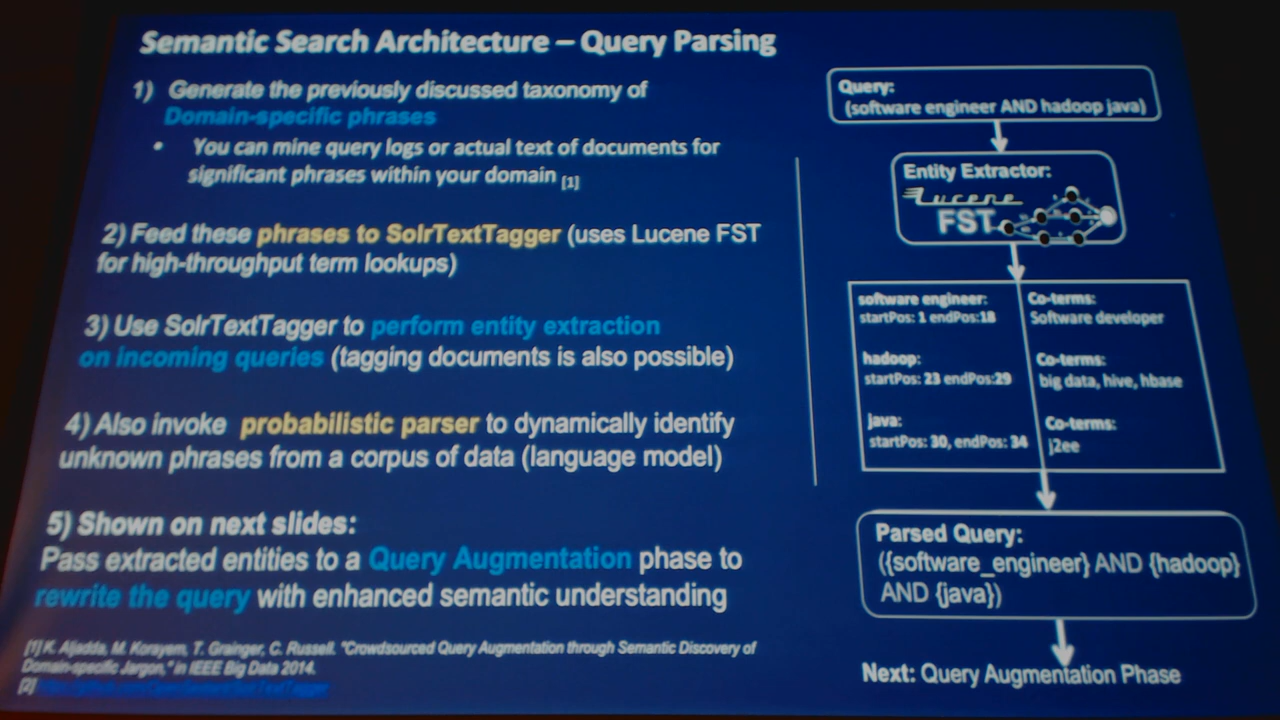 Semantic Search Architecture – Query Parsing
1) Generate the previously discussed taxonomy of
Domain-specific phrases
• You can mine query logs or actual text of documents for
significant phrases within your domain [1]
2) Feed these phrases to SolrTextTagger (uses Lucene FST
for high-throughput term lookups)
3) Use SolrTextTagger to perform entity extraction
on incoming queries (tagging documents is also possible)
4) Also invoke probabilistic parser to dynamically identify
unknown phrases from a corpus of data (language model)
5) Shown on next slides:
Pass extracted entities to a Query Augmentation phase to
rewrite the query with enhanced semantic understanding
[1] K. Aljadda, M. Korayem, T. Grainger, C. Russell. "Crowdsourced Query Augmentation through Semantic Discovery of
Domain-specific Jargon," in IEEE Big Data 2014.
[2]
Query:
(software engineer AND hadoop java)
Entity Extractor:
Lucene
FST
software engineer:
startPos: 1 endPos:18
Co-terms:
Software developer
hadoop:
startPos: 23 endPos:29
Co-terms:
big data, hive, hbase
java:
startPos: 30, endPos: 34
Co-terms:
j2ee
Parsed Query:
({software_engineer} AND {hadoop}
AND {java})
Next: Query Augmentation Phase